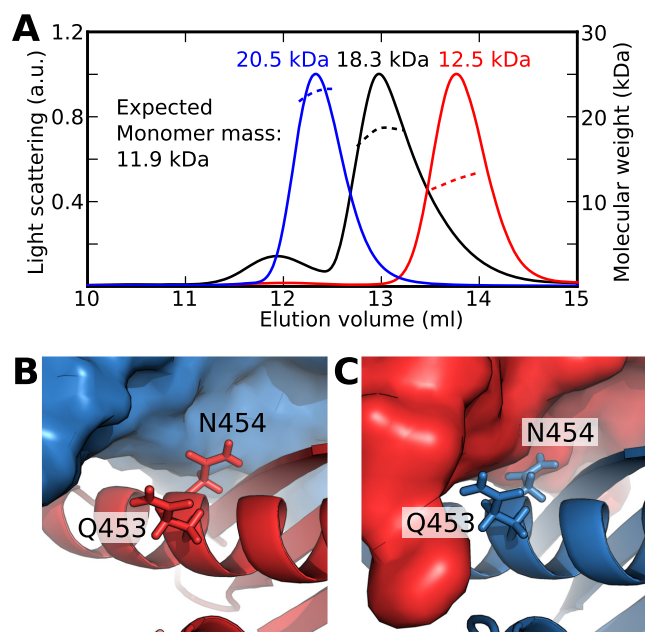 A
1.2
30
20.5 kDa 18.3 kDa 12.5 kDa
Light scattering (a.u.)
Molecular weight (kDa)
Expected
Monomer mass:
11.9 kDa
0.8
20
0.4
10
10 11 12 13 14 15
Elution volume (ml)
B
N454
Q453
C
N454
Q453